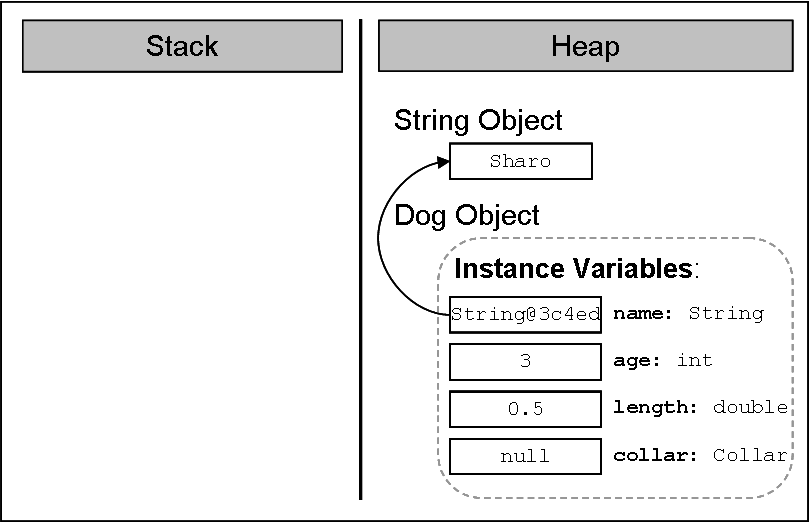 Stack
Heap
String Object
Sharo
Dog Object
Instance Variables:
String@3c4ed name: String
3 age: int
0.5 length: double
null collar: Collar